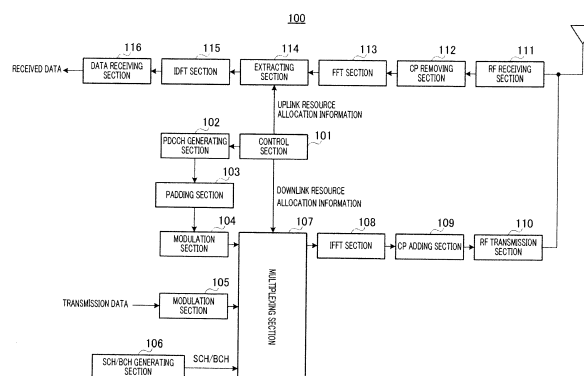 100
116
115
114
113
112
111
RECEIVED DATA
DATA RECEIVING
SECTION
IDFT SECTION
EXTRACTING
SECTION
FFT SECTION
CP REMOVING
SECTION
RF RECEIVING
SECTION
UPLINK RESOURCE
ALLOCATION INFORMATION
102
101
PDCCH GENERATING
SECTION
CONTROL
SECTION
103
PADDING SECTION
DOWNLINK RESOURCE
ALLOCATION INFORMATION
104
107
108
109
110
MODULATION SECTION
IFFT SECTION
CP ADDING SECTION
RF TRANSMISSION
SECTION
MULTIPLEXING SECTION
105
TRANSMISSION DATA
MODULATION
SECTION
106
SCH/BCH GENERATING
SECTION
SCH/BCH